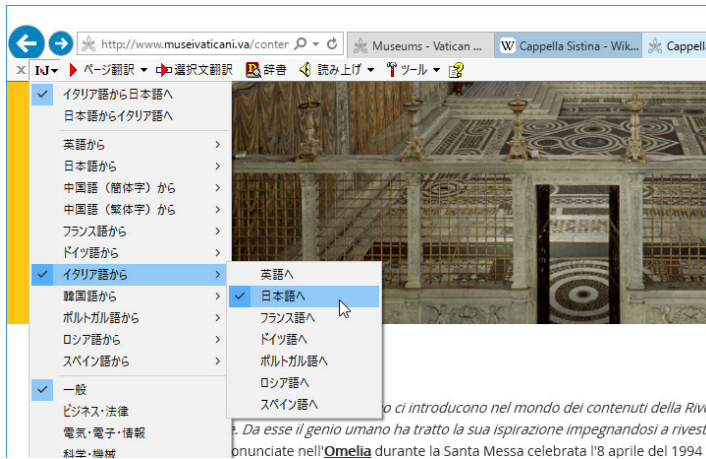 http://www.museivaticani.va/conter
Museums - Vatican ...
W Cappella Sistina - Wik...
Cappell
× I▸J ページ翻訳 選択文翻訳 辞書 読み上げ ツール
イタリア語から日本語へ
日本語からイタリア語へ
英語から
日本語から
中国語（簡体字）から
中国語（繁体字）から
フランス語から
ドイツ語から
イタリア語から
韓国語から
ポルトガル語から
ロシア語から
スペイン語から
一般
ビジネス・法律
電気・電子・情報
科学・機械
英語へ
日本語へ
フランス語へ
ドイツ語へ
ポルトガル語へ
ロシア語へ
スペイン語へ
o ci introducono nel mondo dei contenuti della Rive
e. Da esse il genio umano ha tratto la sua ispirazione impegnandosi a rivest
onunciate nell'Omelia durante la Santa Messa celebrata l'8 aprile del 1994